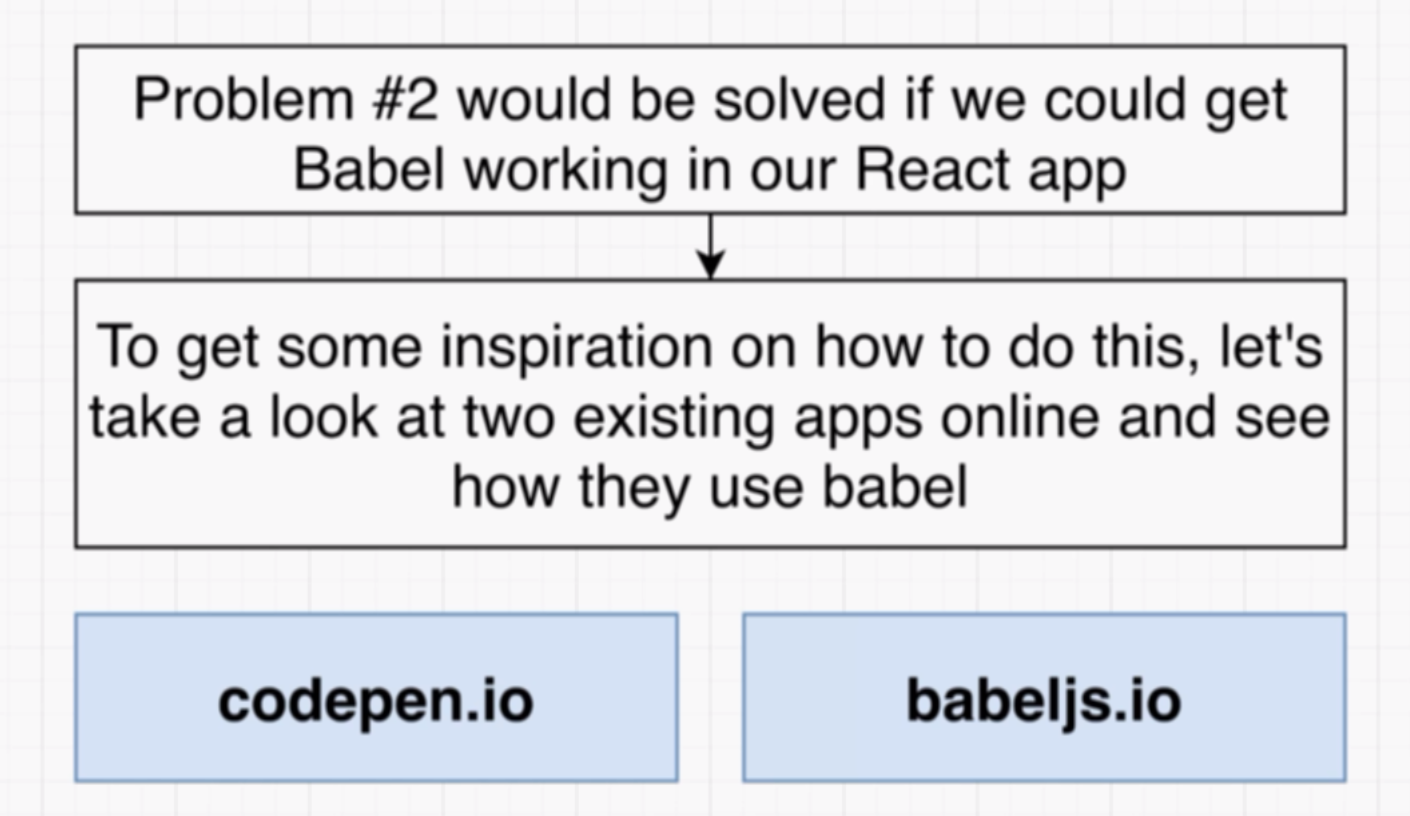 Problem #2 would be solved if we could get
Babel working in our React app
To get some inspiration on how to do this, let's
take a look at two existing apps online and see
how they use babel
codepen.io
babeljs.io